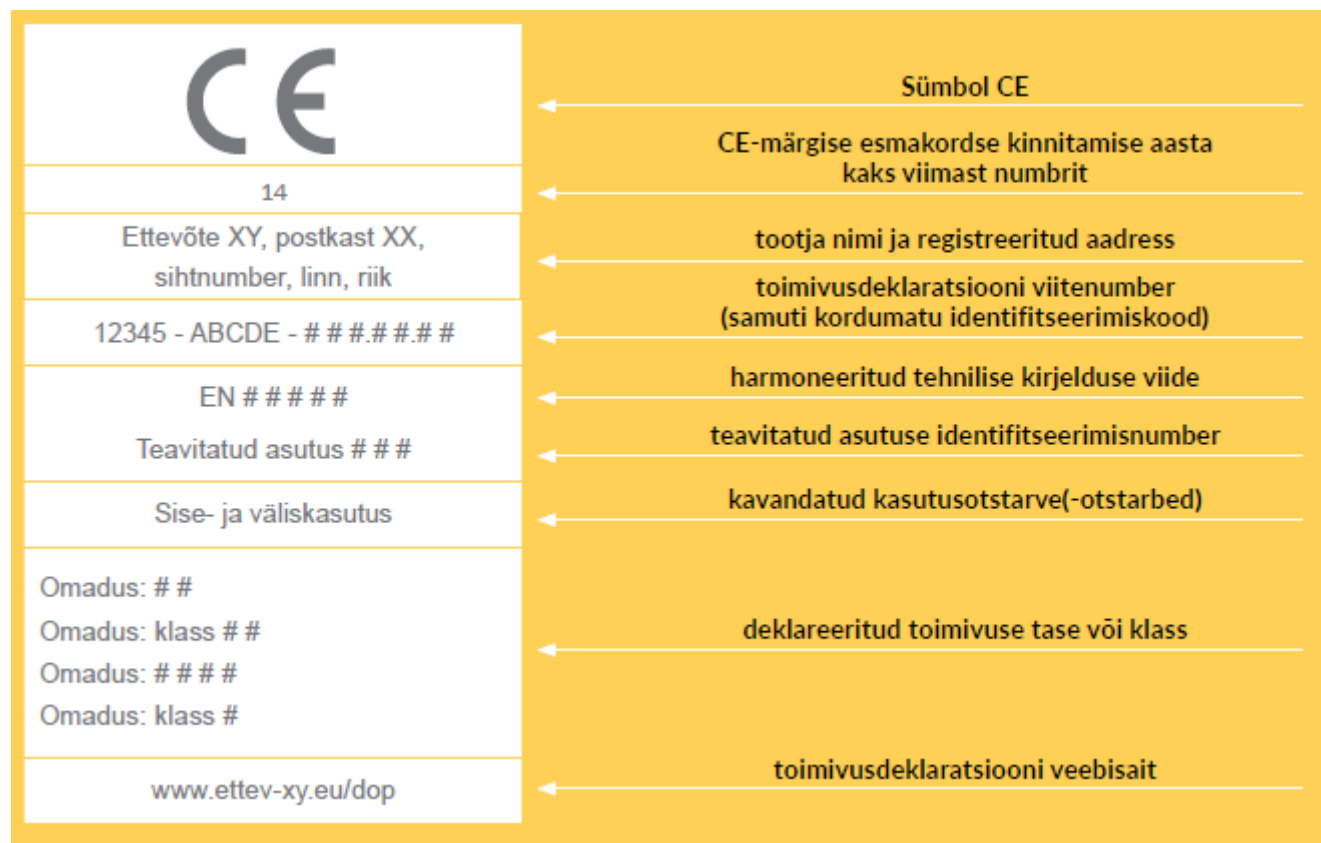 CE
Sümbol CE
14
CE-märgise esmakordse kinnitamise aasta
kaks viimast numbrit
Ettevõte XY, postkast XX,
sihtnumber, linn, riik
tootja nimi ja registreeritud aadress
12345 - ABCDE - # # #.# #.# #
toimivusdeklaratsiooni viitenumber
(samuti kordumatu identifitseerimiskood)
EN # # # # #
harmoneeritud tehnilise kirjelduse viide
Teavitatud asutus # # #
teavitatud asutuse identifitseerimisnumber
Sise- ja väliskasutus
kavandatud kasutusotstarve(-otstarbed)
Omadus: # #
Omadus: klass # #
Omadus: # # # #
Omadus: klass #
deklareeritud toimivuse tase või klass
www.ettev-xy.eu/dop
toimivusdeklaratsiooni veebisait